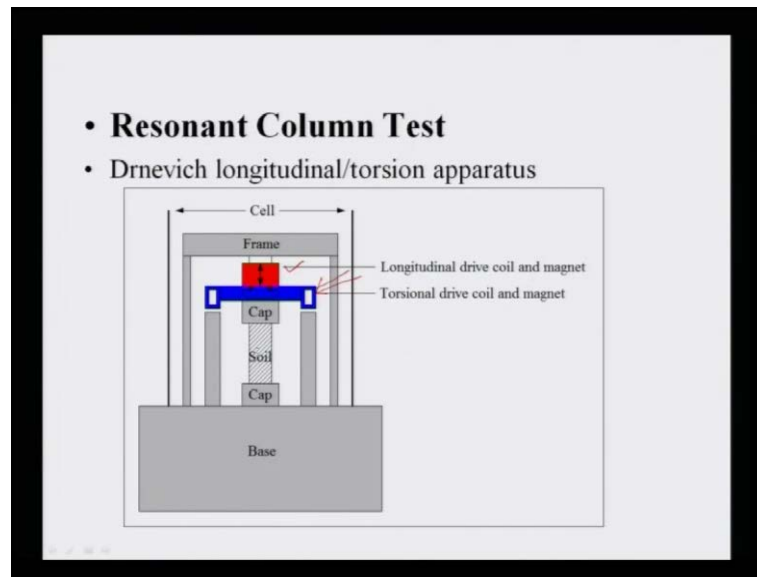 • Resonant Column Test
• Drnevich longitudinal/torsion apparatus
Cell
Frame
Longitudinal drive coil and magnet
Torsional drive coil and magnet
Cap
Soil
Cap
Base